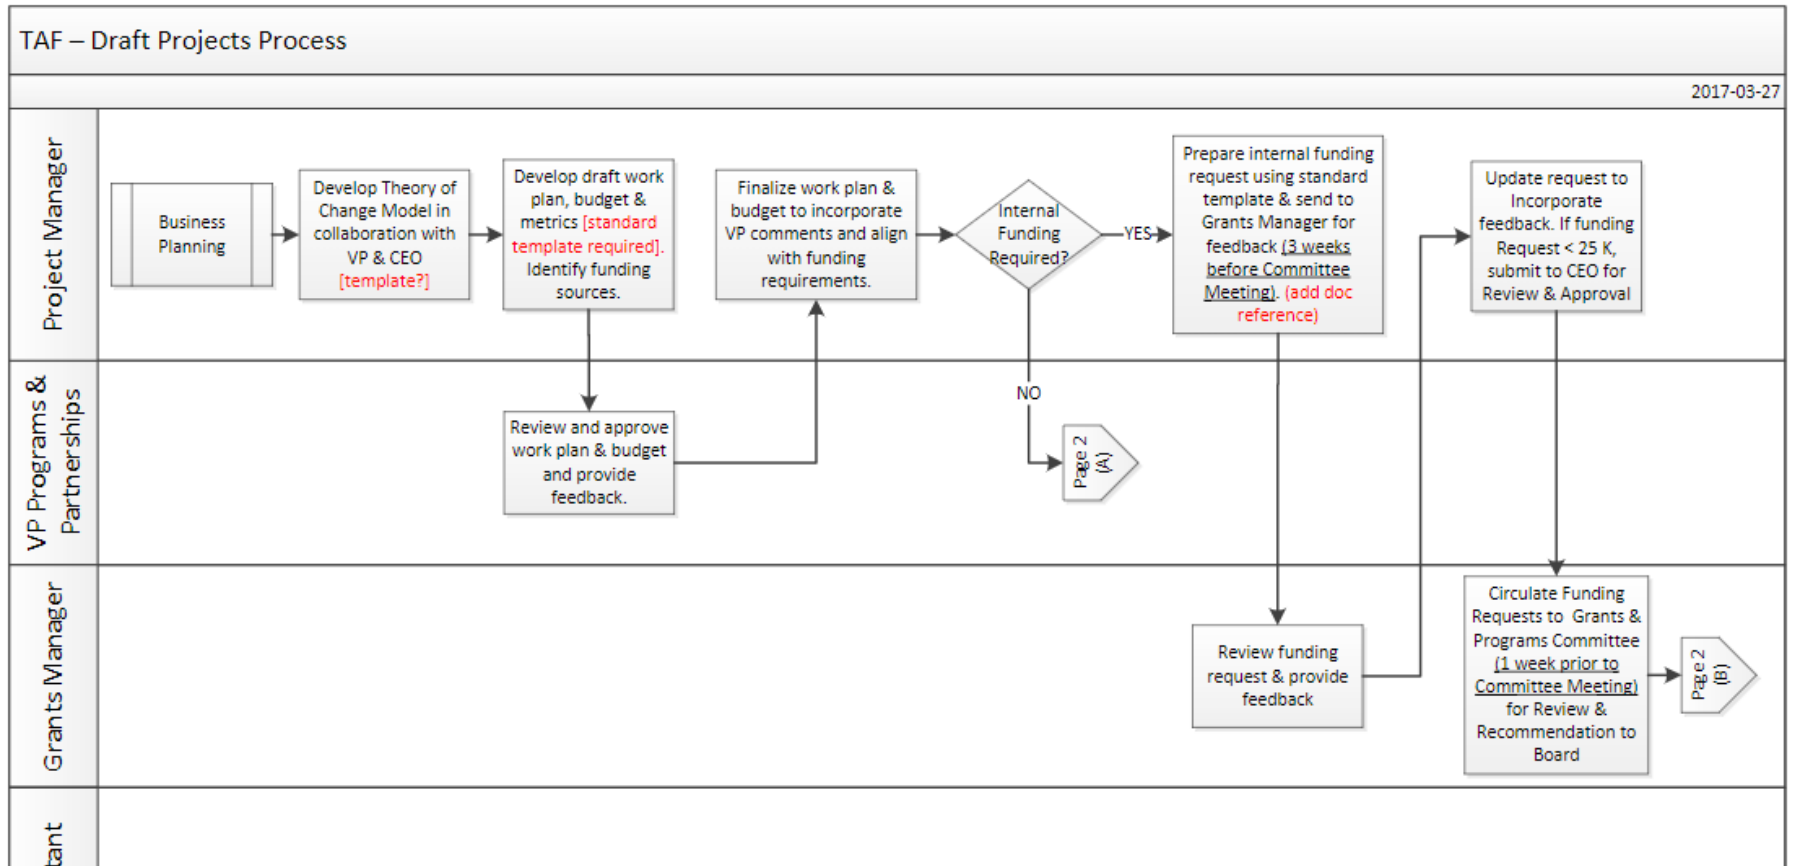 TAF – Draft Projects Process
2017-03-27
Project Manager
Business
Planning
Develop Theory of
Change Model in
collaboration with
VP & CEO
[template?]
Develop draft work
plan, budget &
metrics [standard
template required].
Identify funding
sources.
Finalize work plan &
budget to incorporate
VP comments and align
with funding
requirements.
Internal
Funding
Required?
YES
Prepare internal funding
request using standard
template & send to
Grants Manager for
feedback (3 weeks
before Committee
Meeting). (add doc
reference)
Update request to
Incorporate
feedback. If funding
Request < 25 K,
submit to CEO for
Review & Approval
VP Programs &
Partnerships
Review and approve
work plan & budget
and provide
feedback.
NO
Page 2
(A)
Grants Manager
Review funding
request & provide
feedback
Circulate Funding
Requests to Grants &
Programs Committee
(1 week prior to
Committee Meeting)
for Review &
Recommendation to
Board
Page 2
(B)
tant